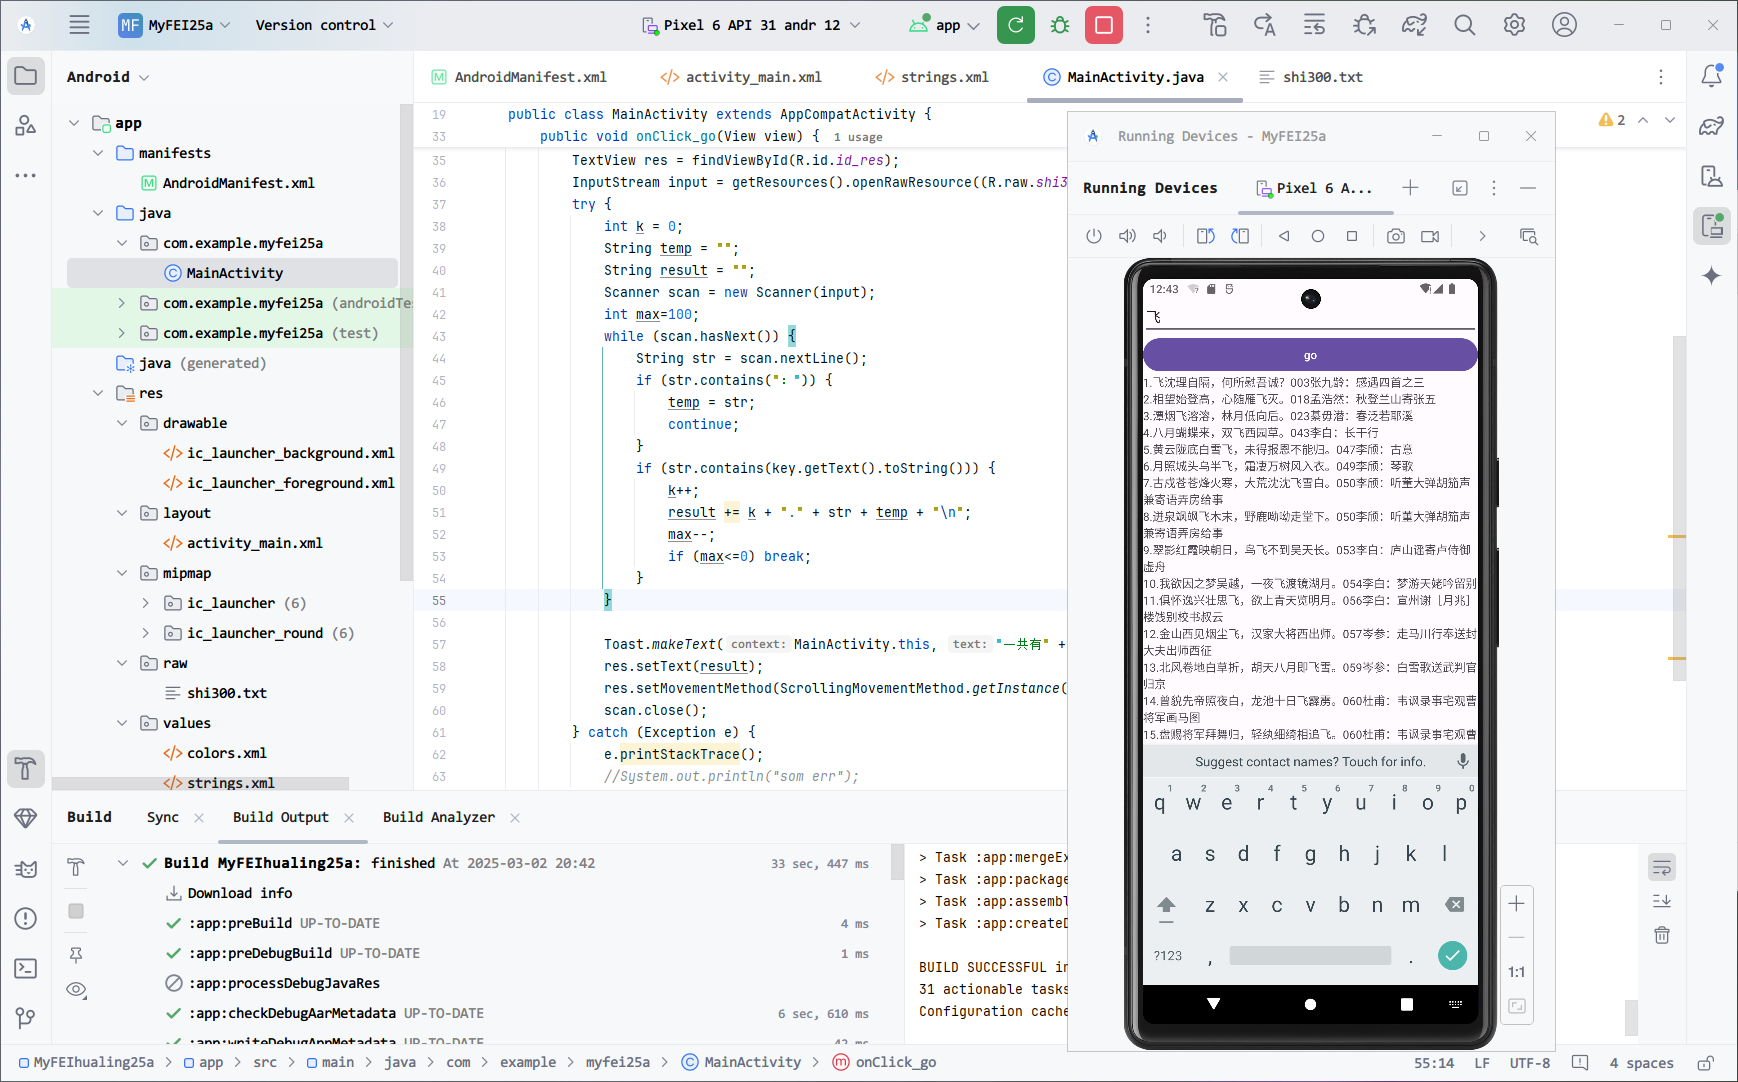 MF MyFEI25a
Version control
Pixel 6 API 31 andr 12
app
Android
AndroidManifest.xml
activity_main.xml
strings.xml
MainActivity.java
shi300.txt
app
manifests
AndroidManifest.xml
java
com.example.myfei25a
MainActivity
com.example.myfei25a (androidTe
com.example.myfei25a (test)
java (generated)
res
drawable
ic_launcher_background.xml
ic_launcher_foreground.xml
layout
activity_main.xml
mipmap
ic_launcher (6)
ic_launcher_round (6)
raw
shi300.txt
values
colors.xml
strings.xml
19 public class MainActivity extends AppCompatActivity {
33 public void onClick_go(View view) { 1 usage
35 TextView res = findViewById(R.id.id_res);
36 InputStream input = getResources().openRawResource((R.raw.shi3
37 try {
38 int k = 0;
39 String temp = "";
40 String result = "";
41 Scanner scan = new Scanner(input);
42 int max=100;
43 while (scan.hasNext()) {
44 String str = scan.nextLine();
45 if (str.contains("：")) {
46 temp = str;
47 continue;
48 }
49 if (str.contains(key.getText().toString())) {
50 k++;
51 result += k + "." + str + temp + "\n";
52 max--;
53 if (max<=0) break;
54 }
55 }
56
57 Toast.makeText( context: MainActivity.this, text: "一共有" +
58 res.setText(result);
59 res.setMovementMethod(ScrollingMovementMethod.getInstance(
60 scan.close();
61 } catch (Exception e) {
62 e.printStackTrace();
63 //System.out.println("som err");
2
Running Devices - MyFEI25a
Running Devices
Pixel 6 A...
12:43
飞
go
1.飞沈理自隔，何所慰吾诚？003张九龄：感遇四首之三
2.相望始登高，心随雁飞灭。018孟浩然：秋登兰山寄张五
3.潭烟飞溶溶，林月低向后。023綦毋潜：春泛若耶溪
4.八月蝴蝶来，双飞西园草。043李白：长干行
5.黄云陇底白雪飞，未得报恩不能归。047李颀：古意
6.月照城头乌半飞，霜凄万树风入衣。049李颀：琴歌
7.古戍苍苍烽火寒，大荒沈沈飞雪白。050李颀：听董大弹胡笳声
兼寄语弄房给事
8.迸泉飒飒飞木末，野鹿呦呦走堂下。050李颀：听董大弹胡笳声
兼寄语弄房给事
9.翠影红霞映朝日，鸟飞不到吴天长。053李白：庐山谣寄卢侍御
虚舟
10.我欲因之梦吴越，一夜飞渡镜湖月。054李白：梦游天姥吟留别
11.俱怀逸兴壮思飞，欲上青天览明月。056李白：宣州谢［月兆］
楼饯别校书叔云
12.金山西见烟尘飞，汉家大将西出师。057岑参：走马川行奉送封
大夫出师西征
13.北风卷地白草折，胡天八月即飞雪。059岑参：白雪歌送武判官
归京
14.曾貌先帝照夜白，龙池十日飞霹雳。060杜甫：韦讽录事宅观曹
将军画马图
15.盘赐将军拜舞归，轻纨细绮相追飞。060杜甫：韦讽录事宅观曹
Suggest contact names? Touch for info.
1 2 3 4 5 6 7 8 9 0
q w e r t y u i o p
a s d f g h j k l
z x c v b n m
?123 , .
1:1
Build
Sync
Build Output
Build Analyzer
Build MyFEIhualing25a: finished At 2025-03-02 20:42 33 sec, 447 ms
Download info
:app:preBuild UP-TO-DATE 4 ms
:app:preDebugBuild UP-TO-DATE 1 ms
:app:processDebugJavaRes
:app:checkDebugAarMetadata UP-TO-DATE 6 sec, 610 ms
:app:writeDebugAppMetadata UP-TO-DATE 42 ms
> Task :app:mergeEx
> Task :app:package
> Task :app:assembl
> Task :app:createD
BUILD SUCCESSFUL in
31 actionable tasks
Configuration cache
MyFEIhualing25a > app > src > main > java > com > example > myfei25a > MainActivity > onClick_go
55:14 LF UTF-8 4 spaces